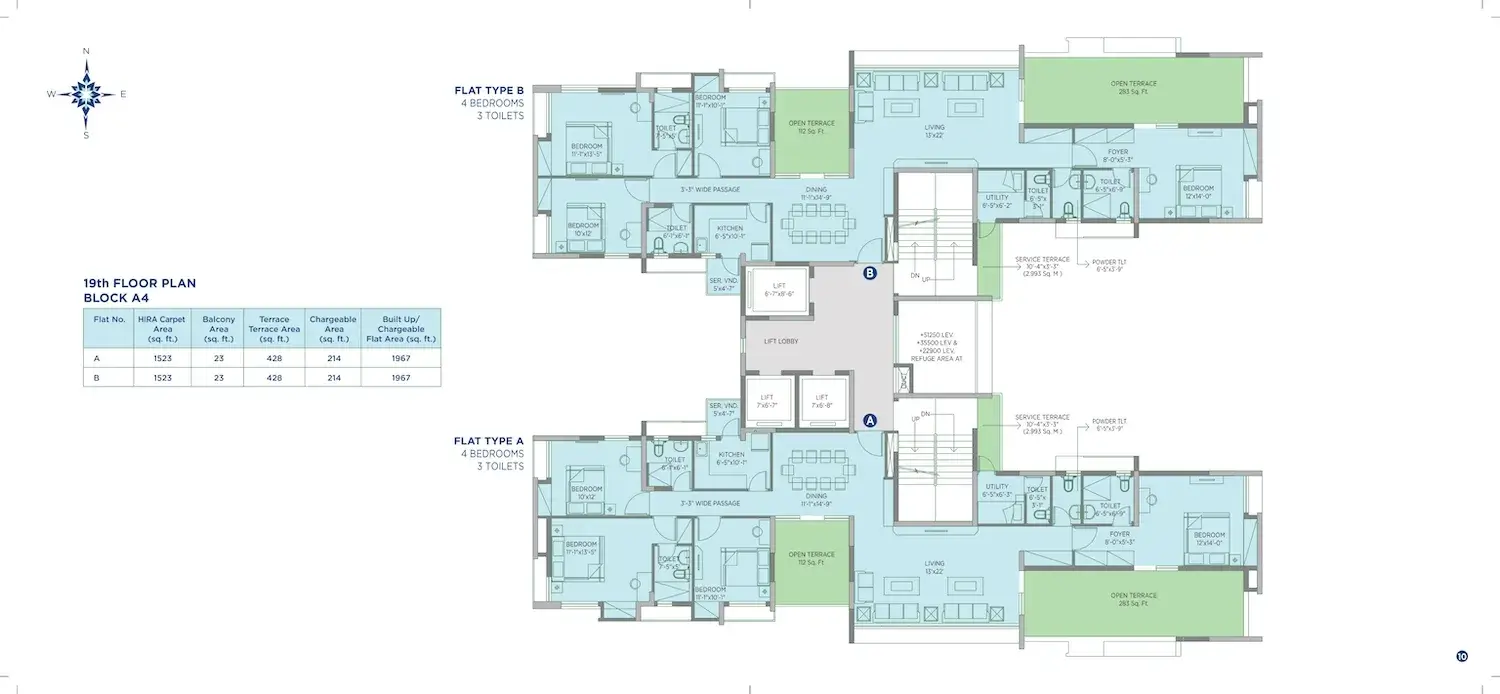 N
W
E
S
19th FLOOR PLAN
BLOCK A4
Flat No. HIRA Carpet Area (sq. ft.) Balcony Area (sq. ft.) Terrace Terrace Area (sq. ft.) Chargeable Area (sq. ft.) Built Up/ Chargeable Flat Area (sq. ft.)
A 1523 23 428 214 1967
B 1523 23 428 214 1967
FLAT TYPE B
4 BEDROOMS
3 TOILETS
BEDROOM
11'-1"x13'-5"
TOILET
7'-5"x5'
BEDROOM
11'-1"x10'-1"
OPEN TERRACE
112 Sq. Ft.
LIVING
13'x22'
OPEN TERRACE
283 Sq. Ft.
FOYER
8'-0"x5'-3"
BEDROOM
12'x14'-0"
3'-3" WIDE PASSAGE
DINING
11'-1"x14'-9"
BEDROOM
10'x12'
TOILET
6'-1"x6'-1"
KITCHEN
6'-5"x10'-1"
UTILITY
6'-5"x6'-2"
TOILET
6'-5"x
3'-1"
TOILET
6'-5"x6'-9"
SER. VND.
5'x4'-7"
SERVICE TERRACE
10'-4"x3'-3"
(2.993 Sq. M.)
POWDER TLT
6'-5"x3'-9"
B
DN
UP
LIFT
6'-7"x8'-6"
LIFT LOBBY
+51250 LEV.
+35500 LEV &
+22900 LEV,
REFUGE AREA AT
DUCT
LIFT
7'x6'-7"
LIFT
7'x6'-8"
A
UP
DN
FLAT TYPE A
4 BEDROOMS
3 TOILETS
SER. VND.
5'x4'-7"
SERVICE TERRACE
10'-4"x3'-3"
(2.993 Sq. M.)
POWDER TLT
6'-5"x3'-9"
TOILET
6'-1"x6'-1"
KITCHEN
6'-5"x10'-1"
BEDROOM
10'x12'
3'-3" WIDE PASSAGE
DINING
11'-1"x14'-9"
UTILITY
6'-5"x6'-3"
TOILET
6'-5"x
3'-1"
TOILET
6'-5"x6'-9"
FOYER
8'-0"x5'-3"
BEDROOM
12'x14'-0"
BEDROOM
11'-1"x13'-5"
TOILET
7'-5"x5'
BEDROOM
11'-1"x10'-1"
OPEN TERRACE
112 Sq. Ft
LIVING
13'x22'
OPEN TERRACE
283 Sq. Ft.
10